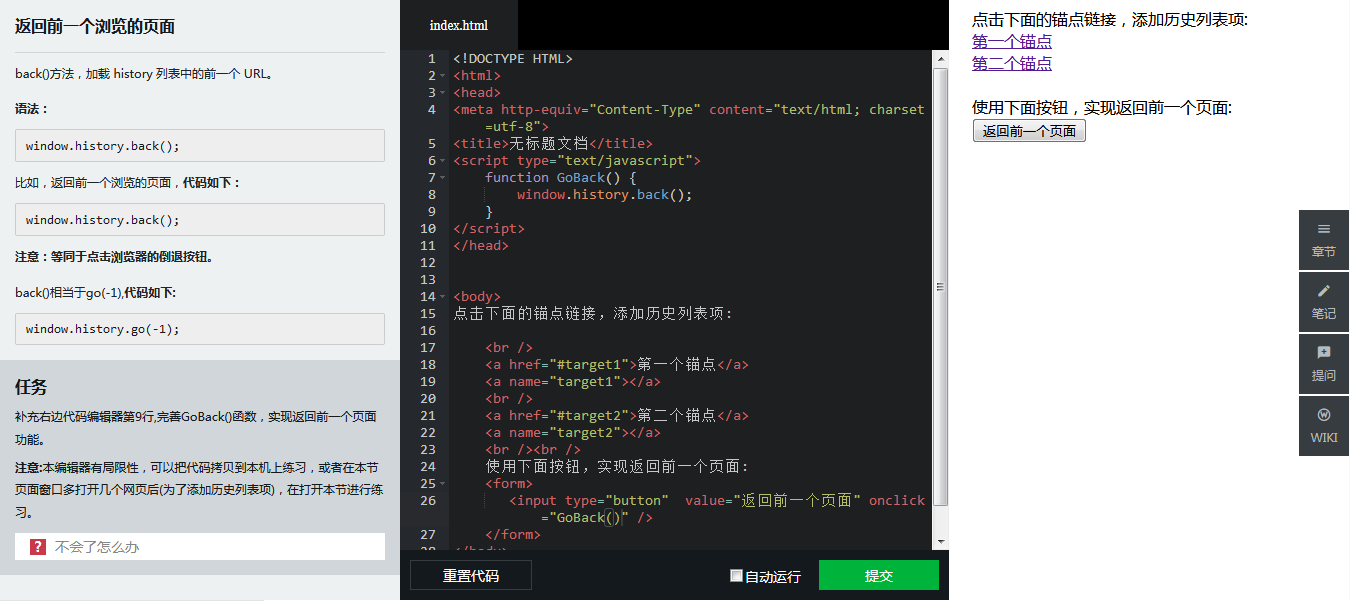 返回前一个浏览的页面
back()方法，加载 history 列表中的前一个 URL。
语法：
window.history.back();
比如，返回前一个浏览的页面，代码如下：
window.history.back();
注意：等同于点击浏览器的倒退按钮。
back()相当于go(-1),代码如下:
window.history.go(-1);
任务
补充右边代码编辑器第9行,完善GoBack()函数，实现返回前一个页面
功能。
注意:本编辑器有局限性，可以把代码拷贝到本机上练习，或者在本节
页面窗口多打开几个网页后(为了添加历史列表项)，在打开本节进行练
习。
? 不会了怎么办
index.html
1 <!DOCTYPE HTML>
2 <html>
3 <head>
4 <meta http-equiv="Content-Type" content="text/html; charset
=utf-8">
5 <title>无标题文档</title>
6 <script type="text/javascript">
7 function GoBack() {
8 window.history.back();
9 }
10 </script>
11 </head>
12
13
14 <body>
15 点击下面的锚点链接，添加历史列表项：
16
17 <br />
18 <a href="#target1">第一个锚点</a>
19 <a name="target1"></a>
20 <br />
21 <a href="#target2">第二个锚点</a>
22 <a name="target2"></a>
23 <br /><br />
24 使用下面按钮，实现返回前一个页面：
25 <form>
26 <input type="button"  value="返回前一个页面" onclick
="GoBack()" />
27 </form>
28 </body>
重置代码
自动运行
提交
点击下面的锚点链接，添加历史列表项:
第一个锚点
第二个锚点
使用下面按钮，实现返回前一个页面:
返回前一个页面
章节
笔记
提问
WIKI